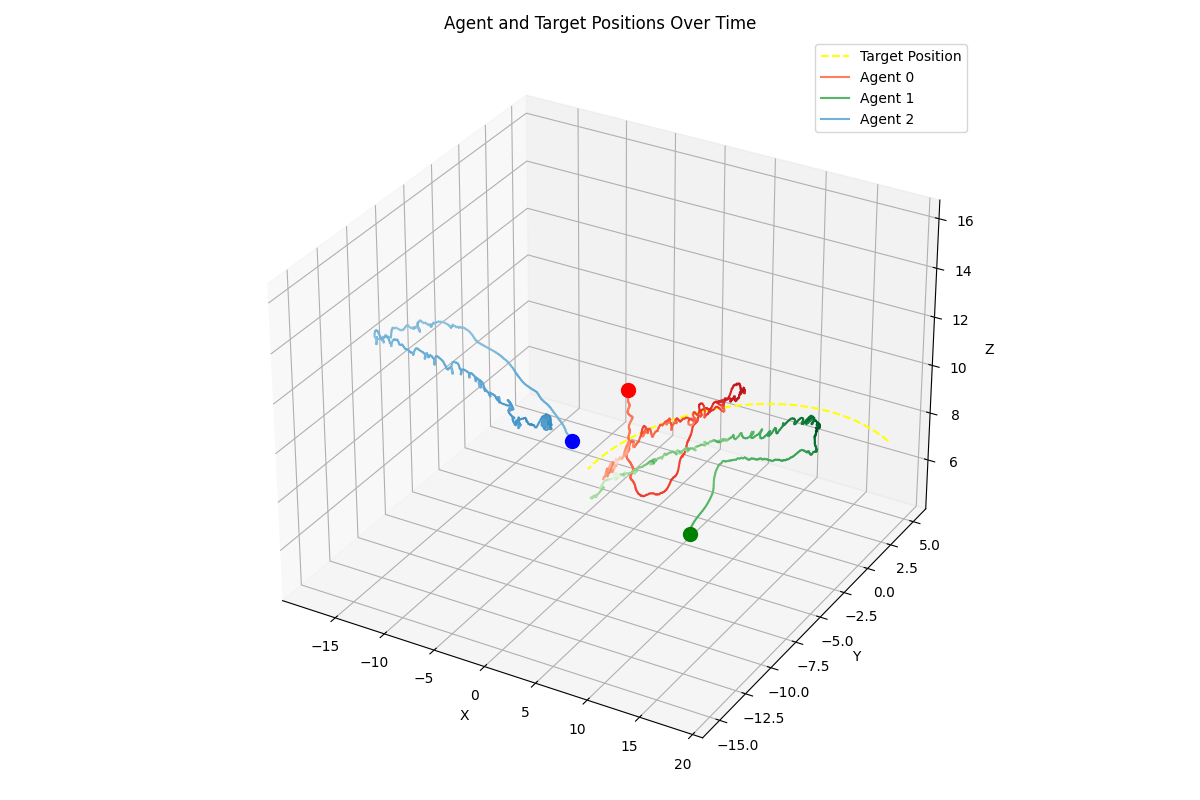 Agent and Target Positions Over Time
Target Position
Agent 0
Agent 1
Agent 2
16
14
12
Z
10
8
6
5.0
2.5
0.0
−2.5
−5.0
Y
−7.5
−10.0
−12.5
−15.0
−15
−10
−5
0
5
10
15
20
X